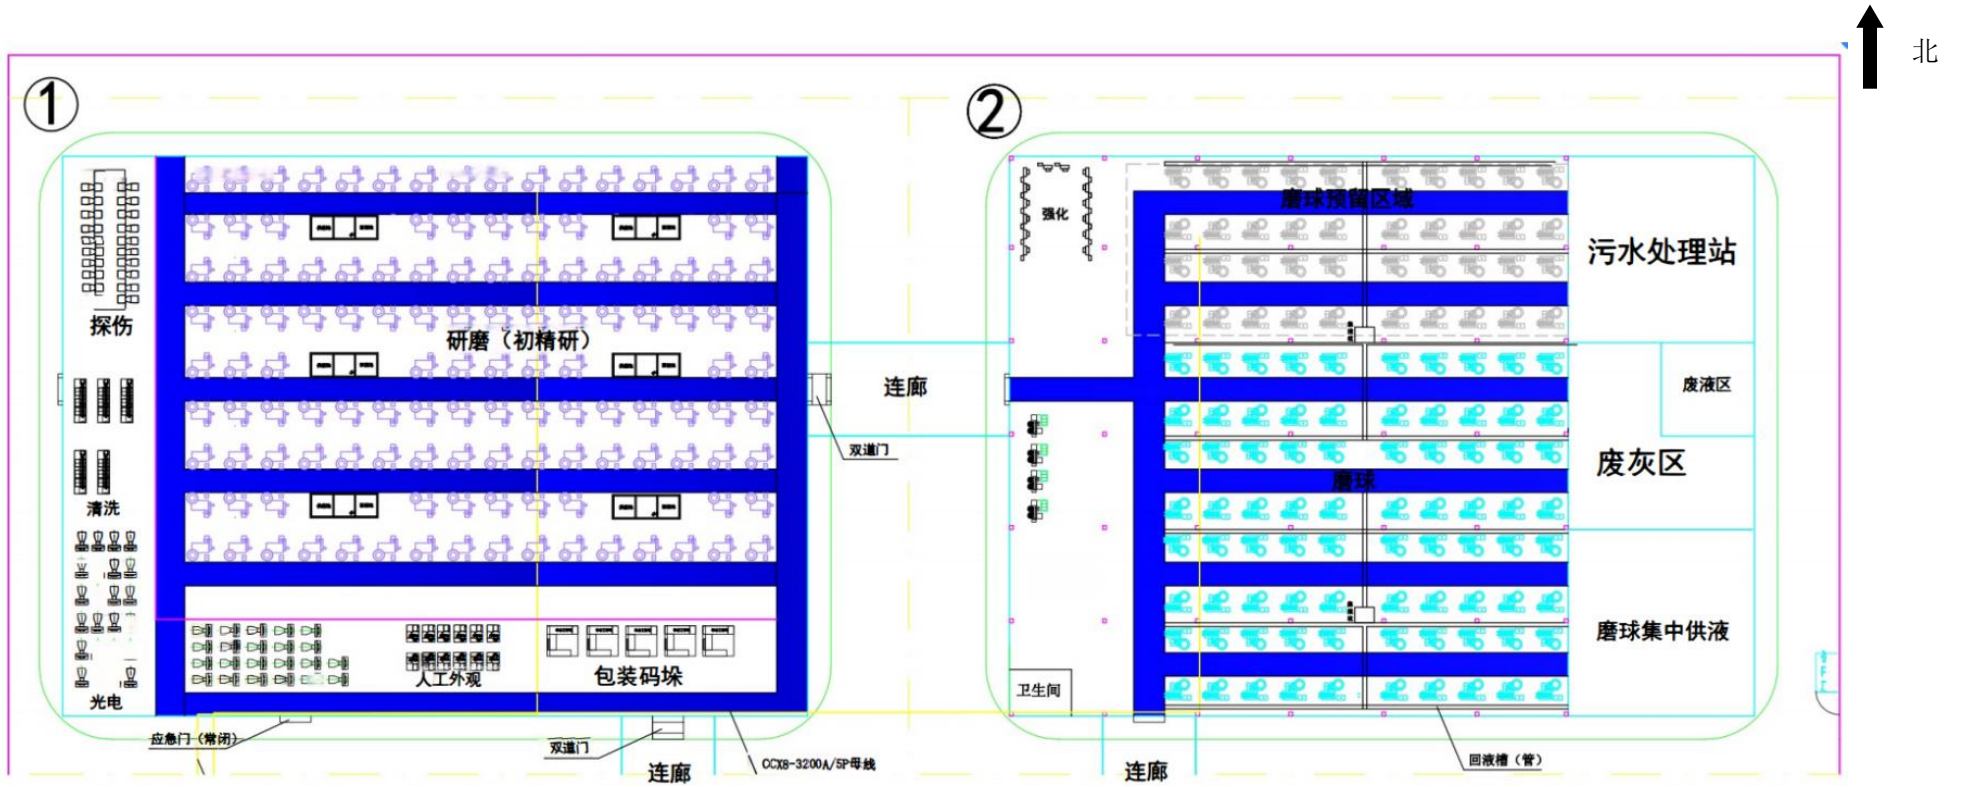 北
①
②
磨球预留区域
强化
污水处理站
探伤
研磨（初精研）
连廊
废液区
双道门
废灰区
磨球
清洗
磨球集中供液
人工外观
包装码垛
卫生间
光电
应急门（常闭）
双道门
连廊
CCX8-3200A/5P母线
连廊
回液槽（管）